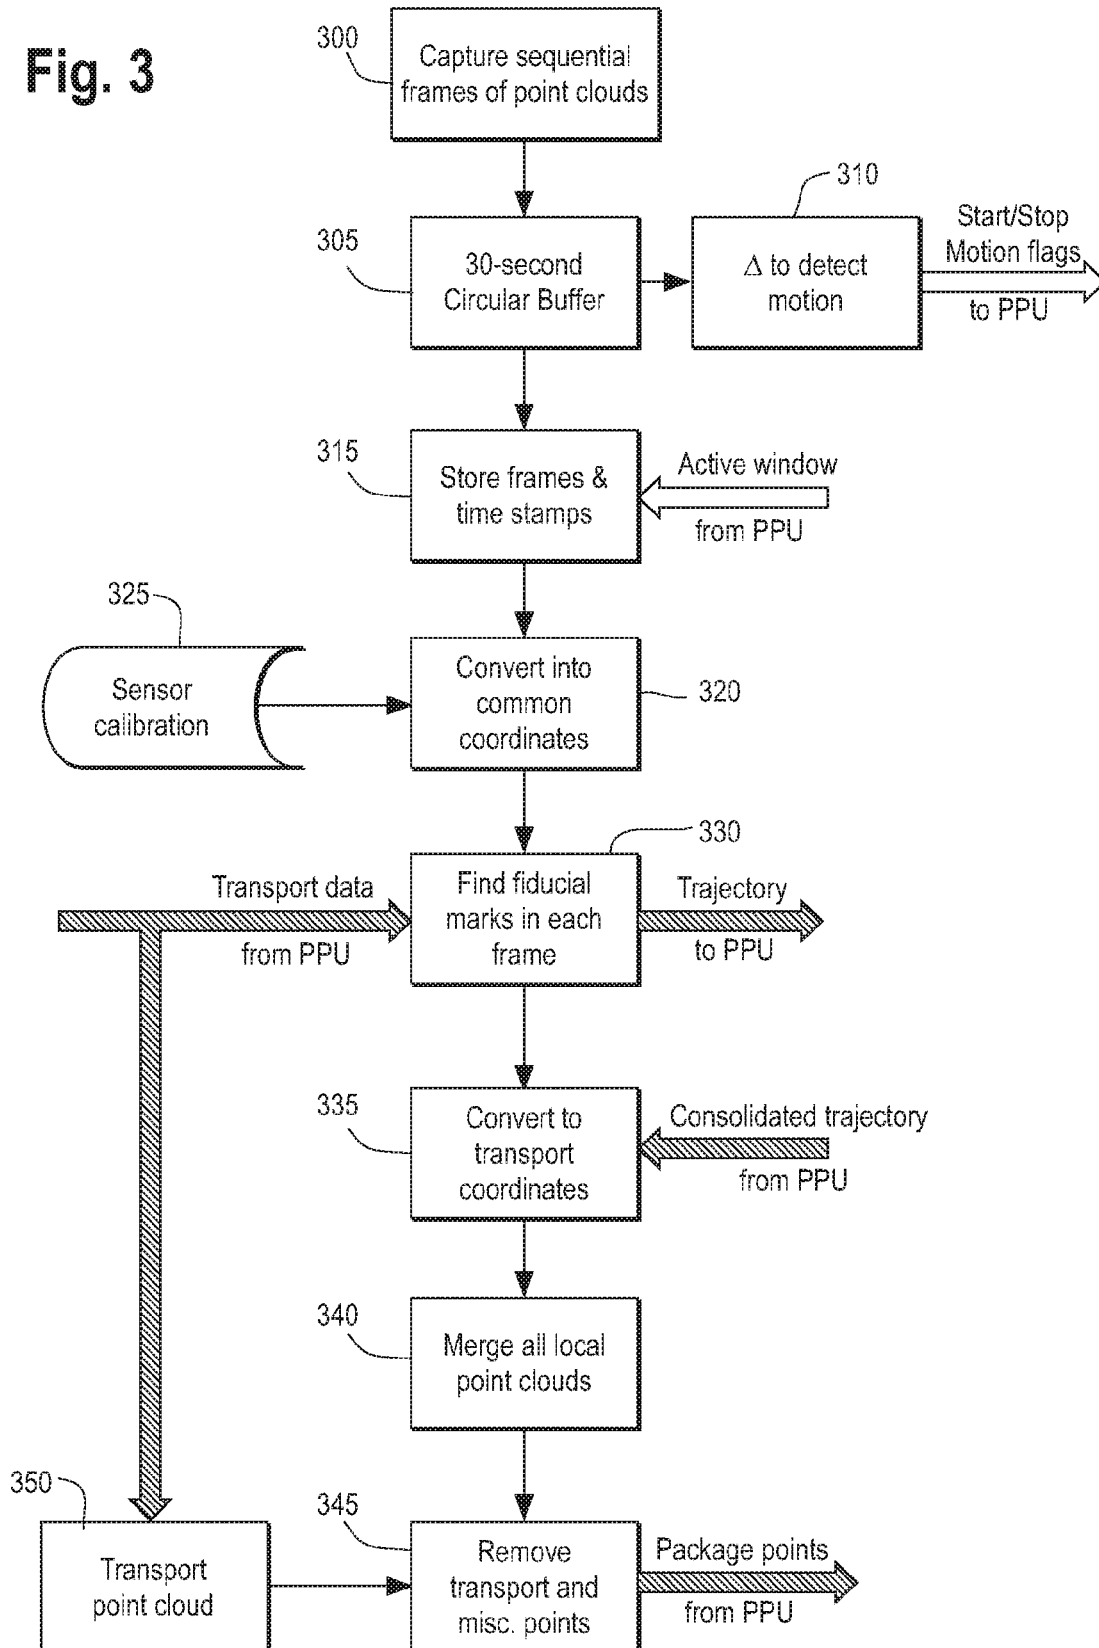 Fig. 3
300
Capture sequential
frames of point clouds
310
305
30-second
Circular Buffer
Δ to detect
motion
Start/Stop
Motion flags
to PPU
315
Store frames &
time stamps
Active window
from PPU
325
Sensor
calibration
Convert into
common
coordinates
320
330
Transport data
from PPU
Find fiducial
marks in each
frame
Trajectory
to PPU
335
Convert to
transport
coordinates
Consolidated trajectory
from PPU
340
Merge all local
point clouds
350
Transport
point cloud
345
Remove
transport and
misc. points
Package points
from PPU